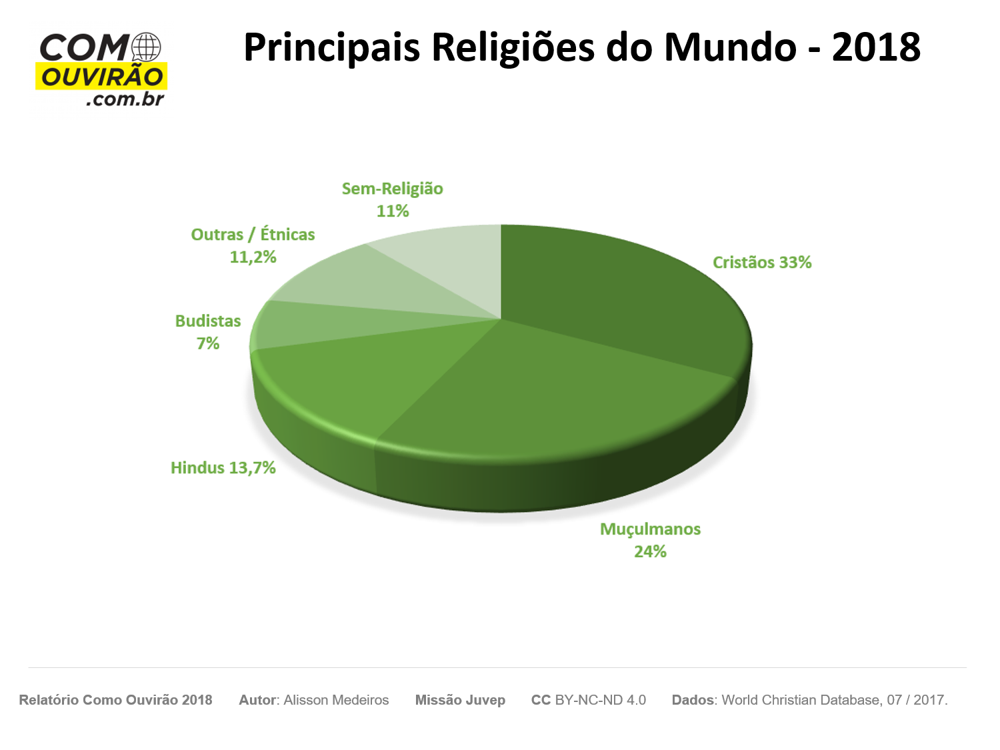 COMO
OUVIRÃO
.com.br
Principais Religiões do Mundo - 2018
Sem-Religião
11%
Outras / Étnicas
11,2%
Cristãos 33%
Budistas
7%
Hindus 13,7%
Muçulmanos
24%
Relatório Como Ouvirão 2018 Autor: Alisson Medeiros Missão Juvep CC BY-NC-ND 4.0 Dados: World Christian Database, 07 / 2017.